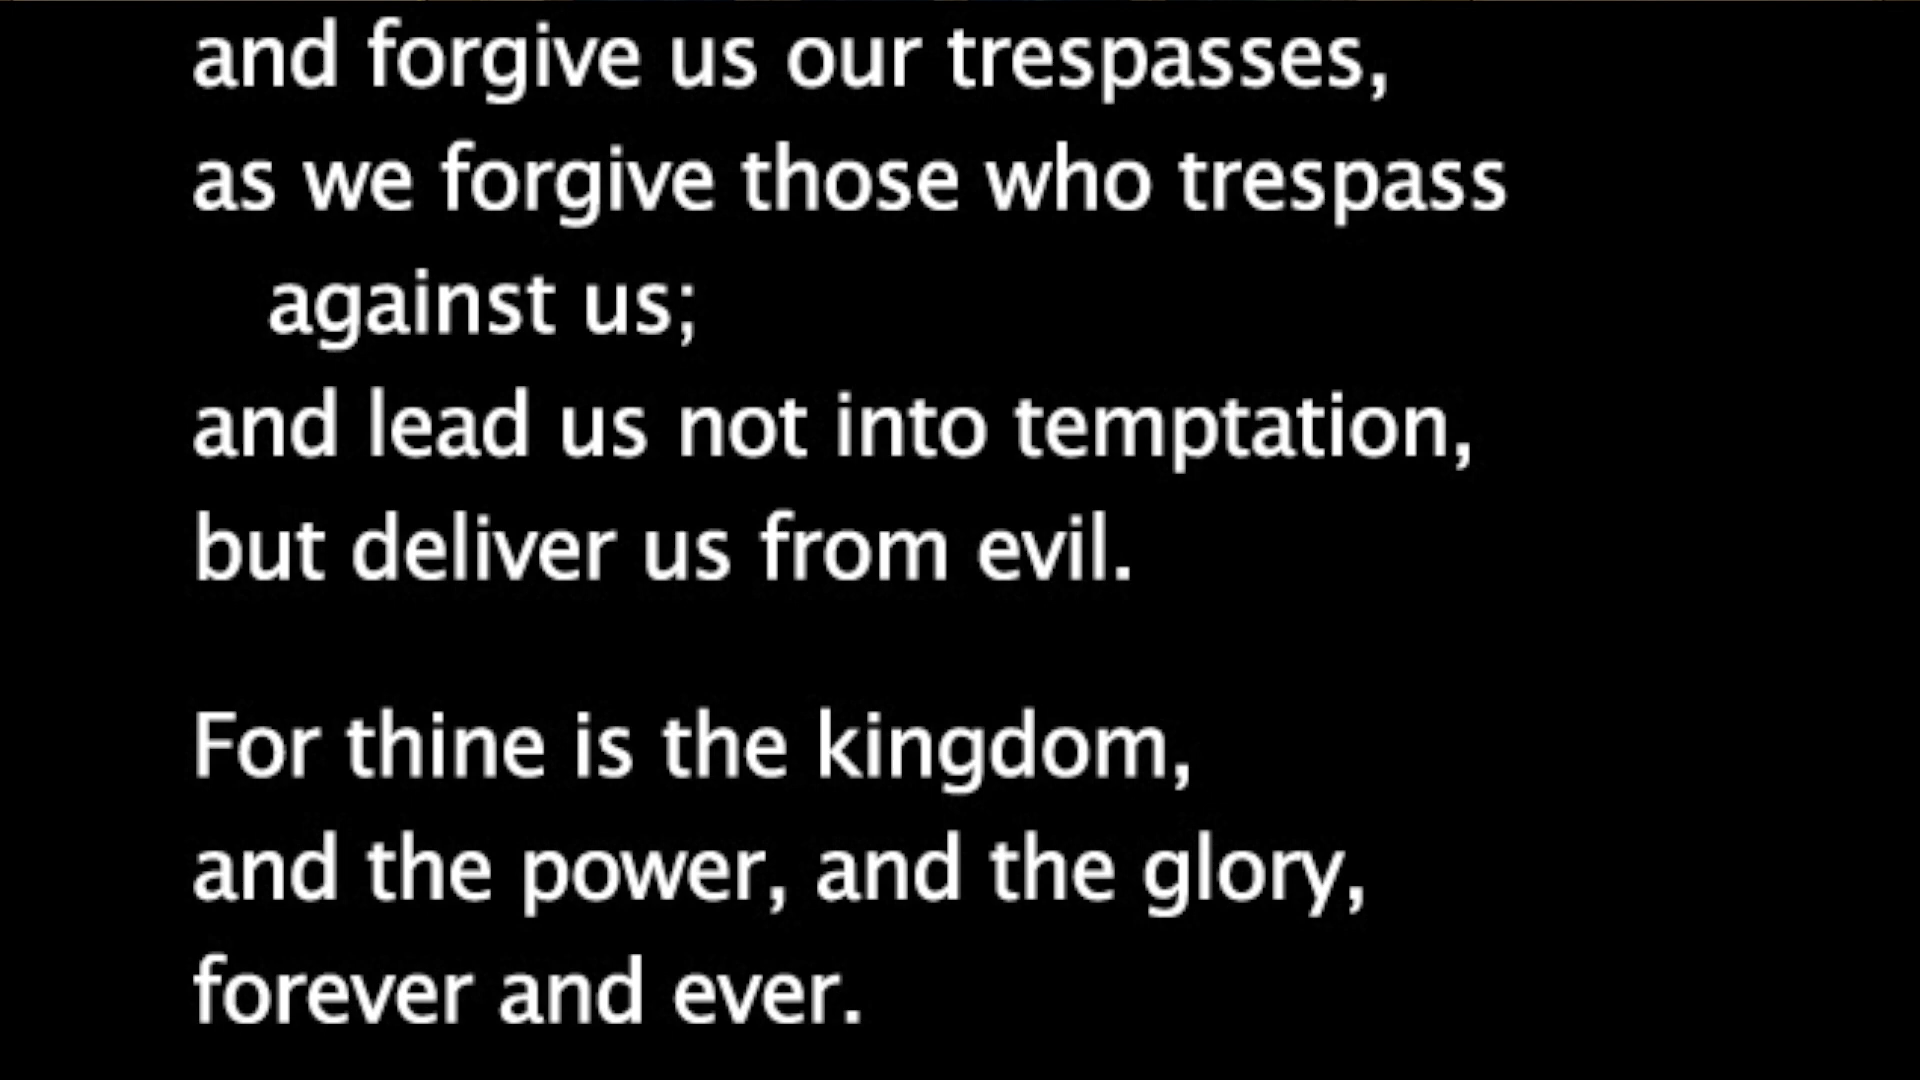 and forgive us our trespasses,
as we forgive those who trespass
against us;
and lead us not into temptation,
but deliver us from evil.
For thine is the kingdom,
and the power, and the glory,
forever and ever.